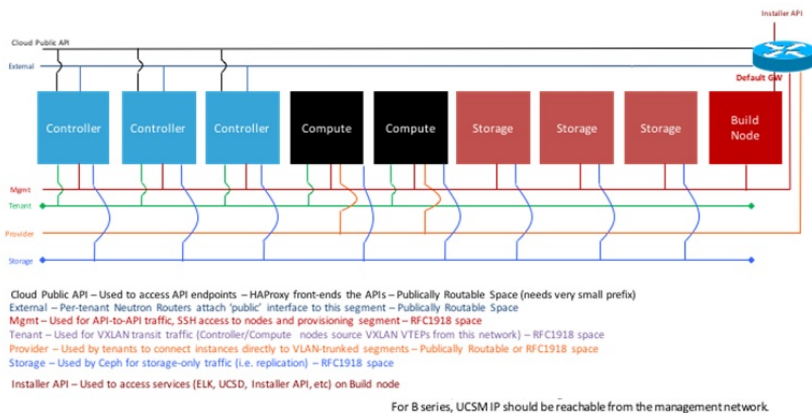 Installer API
Cloud Public API
External
Default GW
Controller
Controller
Controller
Compute
Compute
Storage
Storage
Storage
Build
Node
Mgmt
Tenant
Provider
Storage
Cloud Public API – Used to access API endpoints – HAProxy front-ends the APIs – Publically Routable Space (needs very small prefix)
External – Per-tenant Neutron Routers attach 'public' interface to this segment – Publically Routable Space
Mgmt – Used for API-to-API traffic, SSH access to nodes and provisioning segment – RFC1918 space
Tenant – Used for VXLAN transit traffic (Controller/Compute nodes source VXLAN VTEPs from this network) – RFC1918 space
Provider – Used by tenants to connect instances directly to VLAN-trunked segments – Publically Routable or RFC1918 space
Storage – Used by Ceph for storage-only traffic (i.e. replication) – RFC1918 space
Installer API – Used to access services (ELK, UCSD, Installer API, etc) on Build node
For B series, UCSM IP should be reachable from the management network.